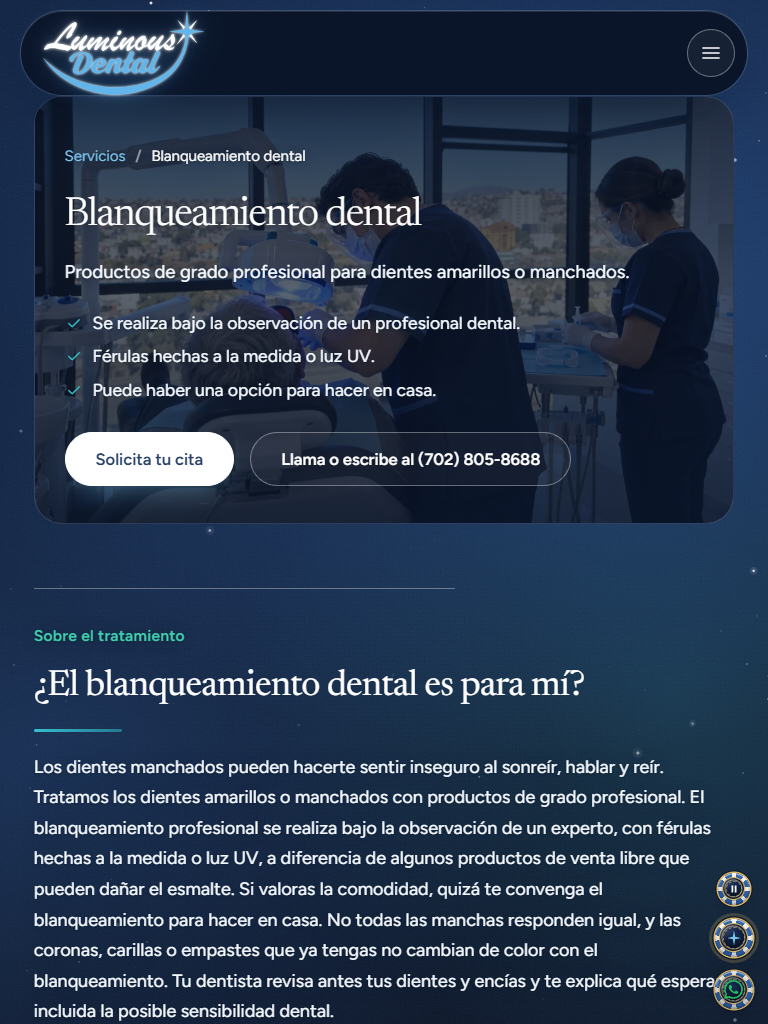 Luminous
Dental
Servicios / Blanqueamiento dental
Blanqueamiento dental
Productos de grado profesional para dientes amarillos o manchados.
Se realiza bajo la observación de un profesional dental.
Férulas hechas a la medida o luz UV.
Puede haber una opción para hacer en casa.
Solicita tu cita
Llama o escribe al (702) 805-8688
Sobre el tratamiento
¿El blanqueamiento dental es para mí?
Los dientes manchados pueden hacerte sentir inseguro al sonreír, hablar y reír.
Tratamos los dientes amarillos o manchados con productos de grado profesional. El
blanqueamiento profesional se realiza bajo la observación de un experto, con férulas
hechas a la medida o luz UV, a diferencia de algunos productos de venta libre que
pueden dañar el esmalte. Si valoras la comodidad, quizá te convenga el
blanqueamiento para hacer en casa. No todas las manchas responden igual, y las
coronas, carillas o empastes que ya tengas no cambian de color con el
blanqueamiento. Tu dentista revisa antes tus dientes y encías y te explica qué espera
incluida la posible sensibilidad dental.